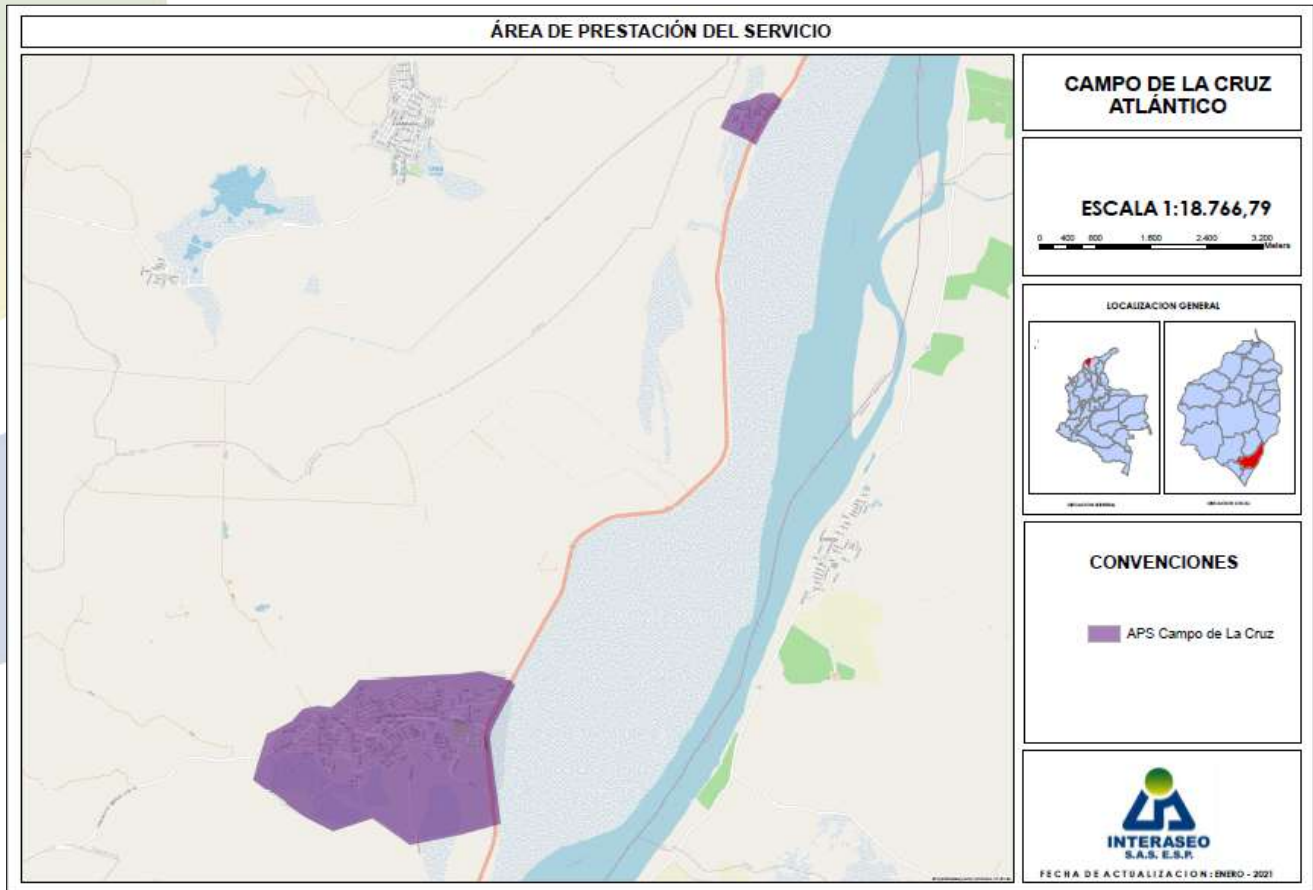 ÁREA DE PRESTACIÓN DEL SERVICIO
CAMPO DE LA CRUZ
ATLÁNTICO
ESCALA 1:18.766,79
0 400 800 1.600 2.400 3.200
Meters
LOCALIZACION GENERAL
CONVENCIONES
APS Campo de La Cruz
INTERASEO
S.A.S. E.S.P.
FECHA DE ACTUALIZACION: ENERO - 2021